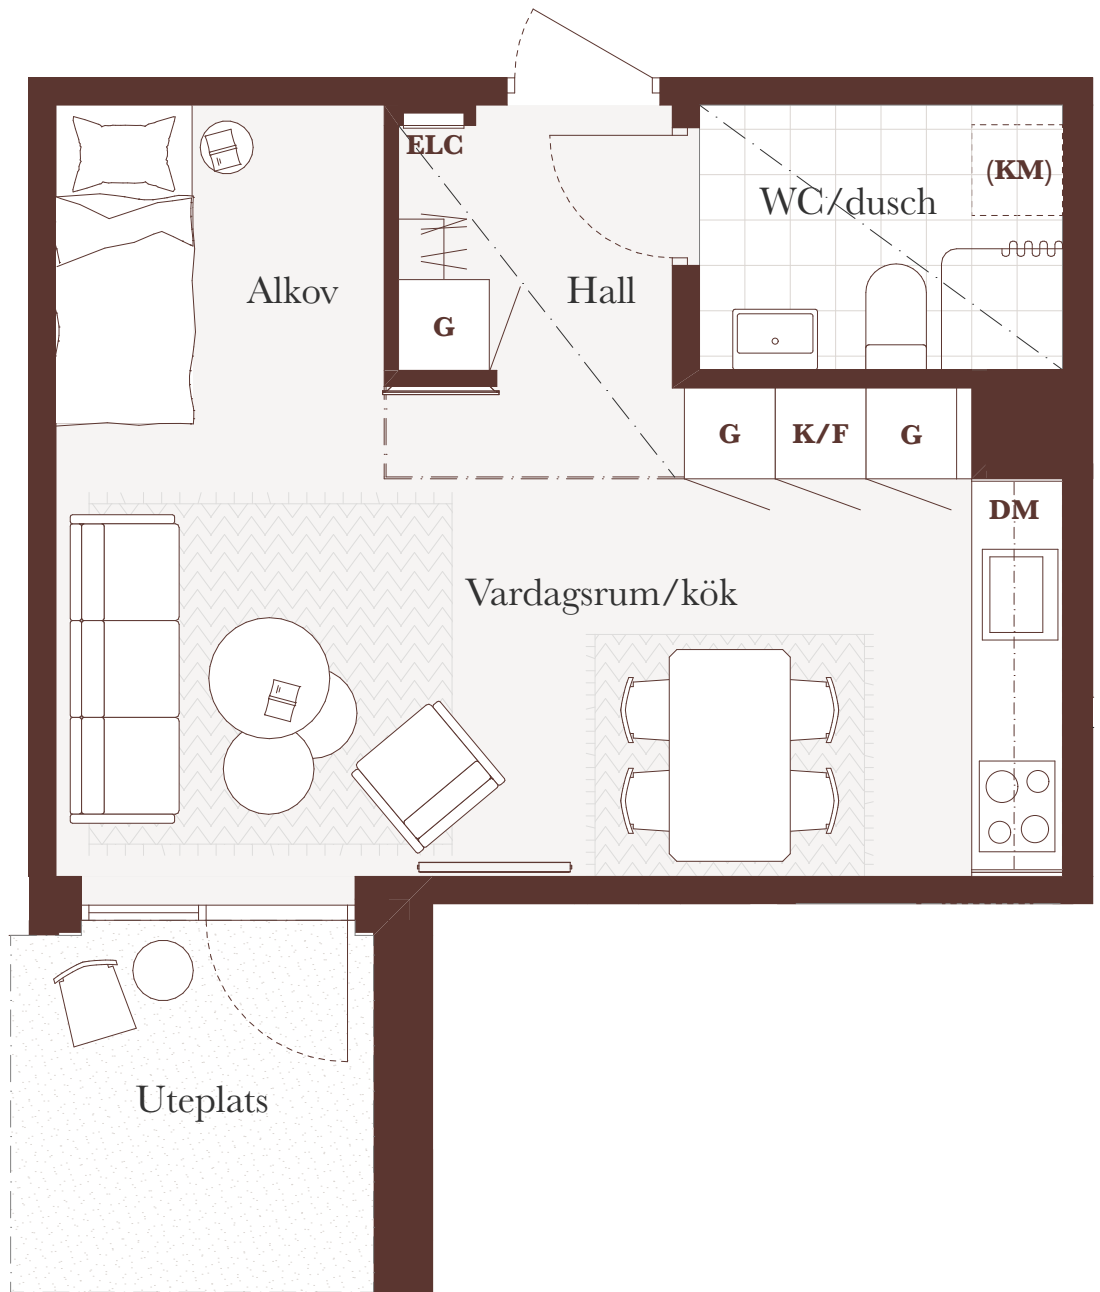 ELC
(KM)
WC/dusch
Alkov
Hall
G
G
K/F
G
DM
Vardagsrum/kök
Uteplats